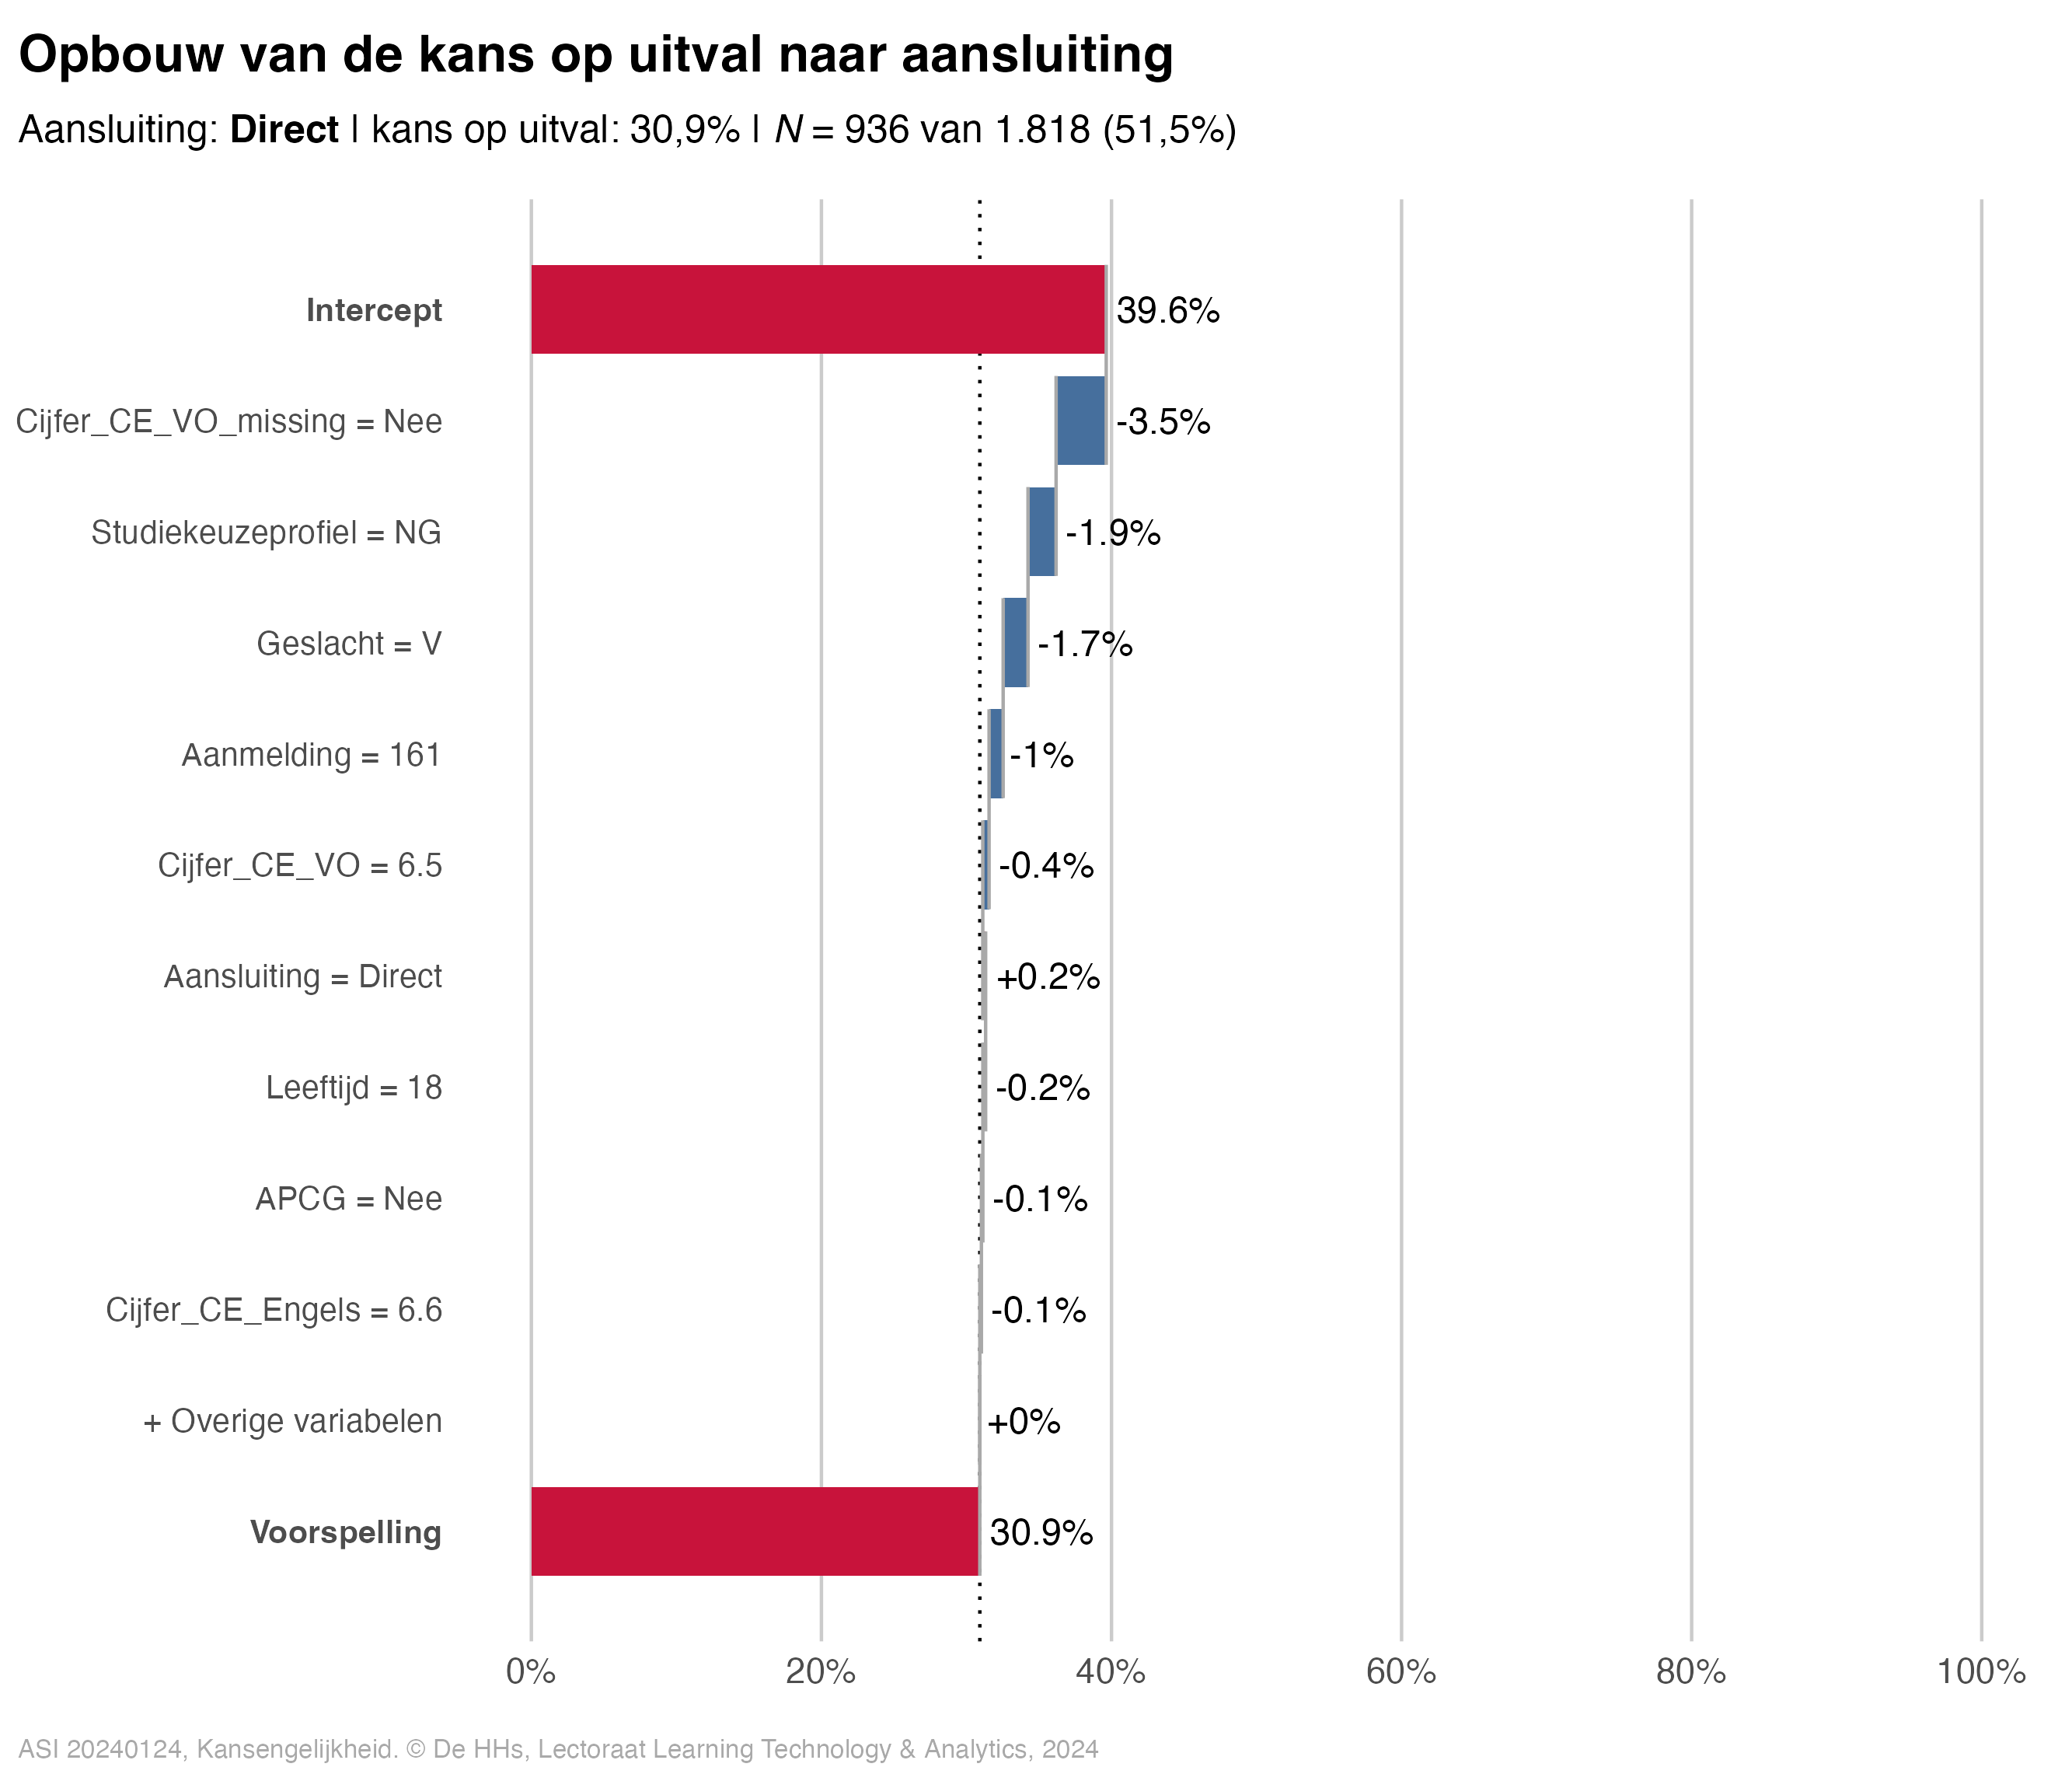 Opbouw van de kans op uitval naar aansluiting
Aansluiting: Direct | kans op uitval: 30,9% | N = 936 van 1.818 (51,5%)
Intercept 39.6%
Cijfer_CE_VO_missing = Nee -3.5%
Studiekeuzeprofiel = NG -1.9%
Geslacht = V -1.7%
Aanmelding = 161 -1%
Cijfer_CE_VO = 6.5 -0.4%
Aansluiting = Direct +0.2%
Leeftijd = 18 -0.2%
APCG = Nee -0.1%
Cijfer_CE_Engels = 6.6 -0.1%
+ Overige variabelen +0%
Voorspelling 30.9%
0% 20% 40% 60% 80% 100%
ASI 20240124, Kansengelijkheid. © De HHs, Lectoraat Learning Technology & Analytics, 2024